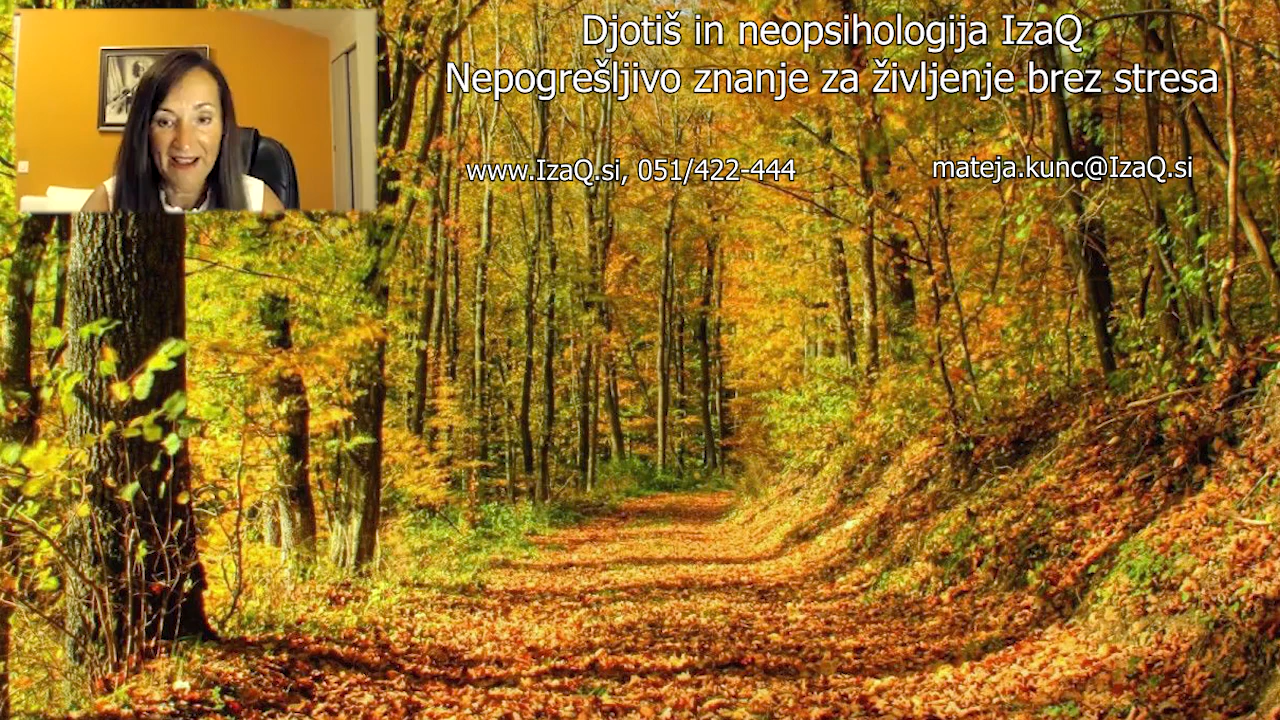 Djotiš in neopsihologija IzaQ
Nepogrešljivo znanje za življenje brez stresa
www.IzaQ.si, 051/422-444
mateja.kunc@IzaQ.si